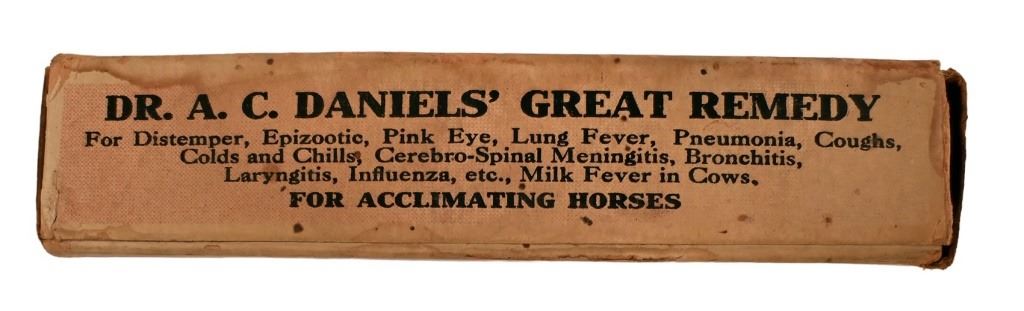 DR. A. C. DANIELS' GREAT REMEDY
For Distemper, Epizootic, Pink Eye, Lung Fever, Pneumonia, Coughs,
Colds and Chills, Cerebro-Spinal Meningitis, Bronchitis,
Laryngitis, Influenza, etc., Milk Fever in Cows.
FOR ACCLIMATING HORSES